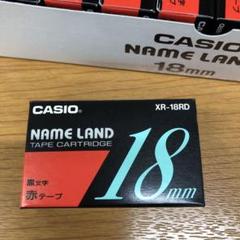 CASIO
NAME LAND
18mm
CASIO
XR-18RD
NAME LAND
TAPE CARTRIDGE
18mm
黒文字
赤テープ